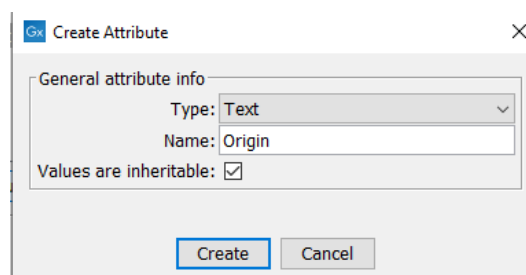 Gx Create Attribute
General attribute info
Type: Text
Name: Origin
Values are inheritable:
Create Cancel